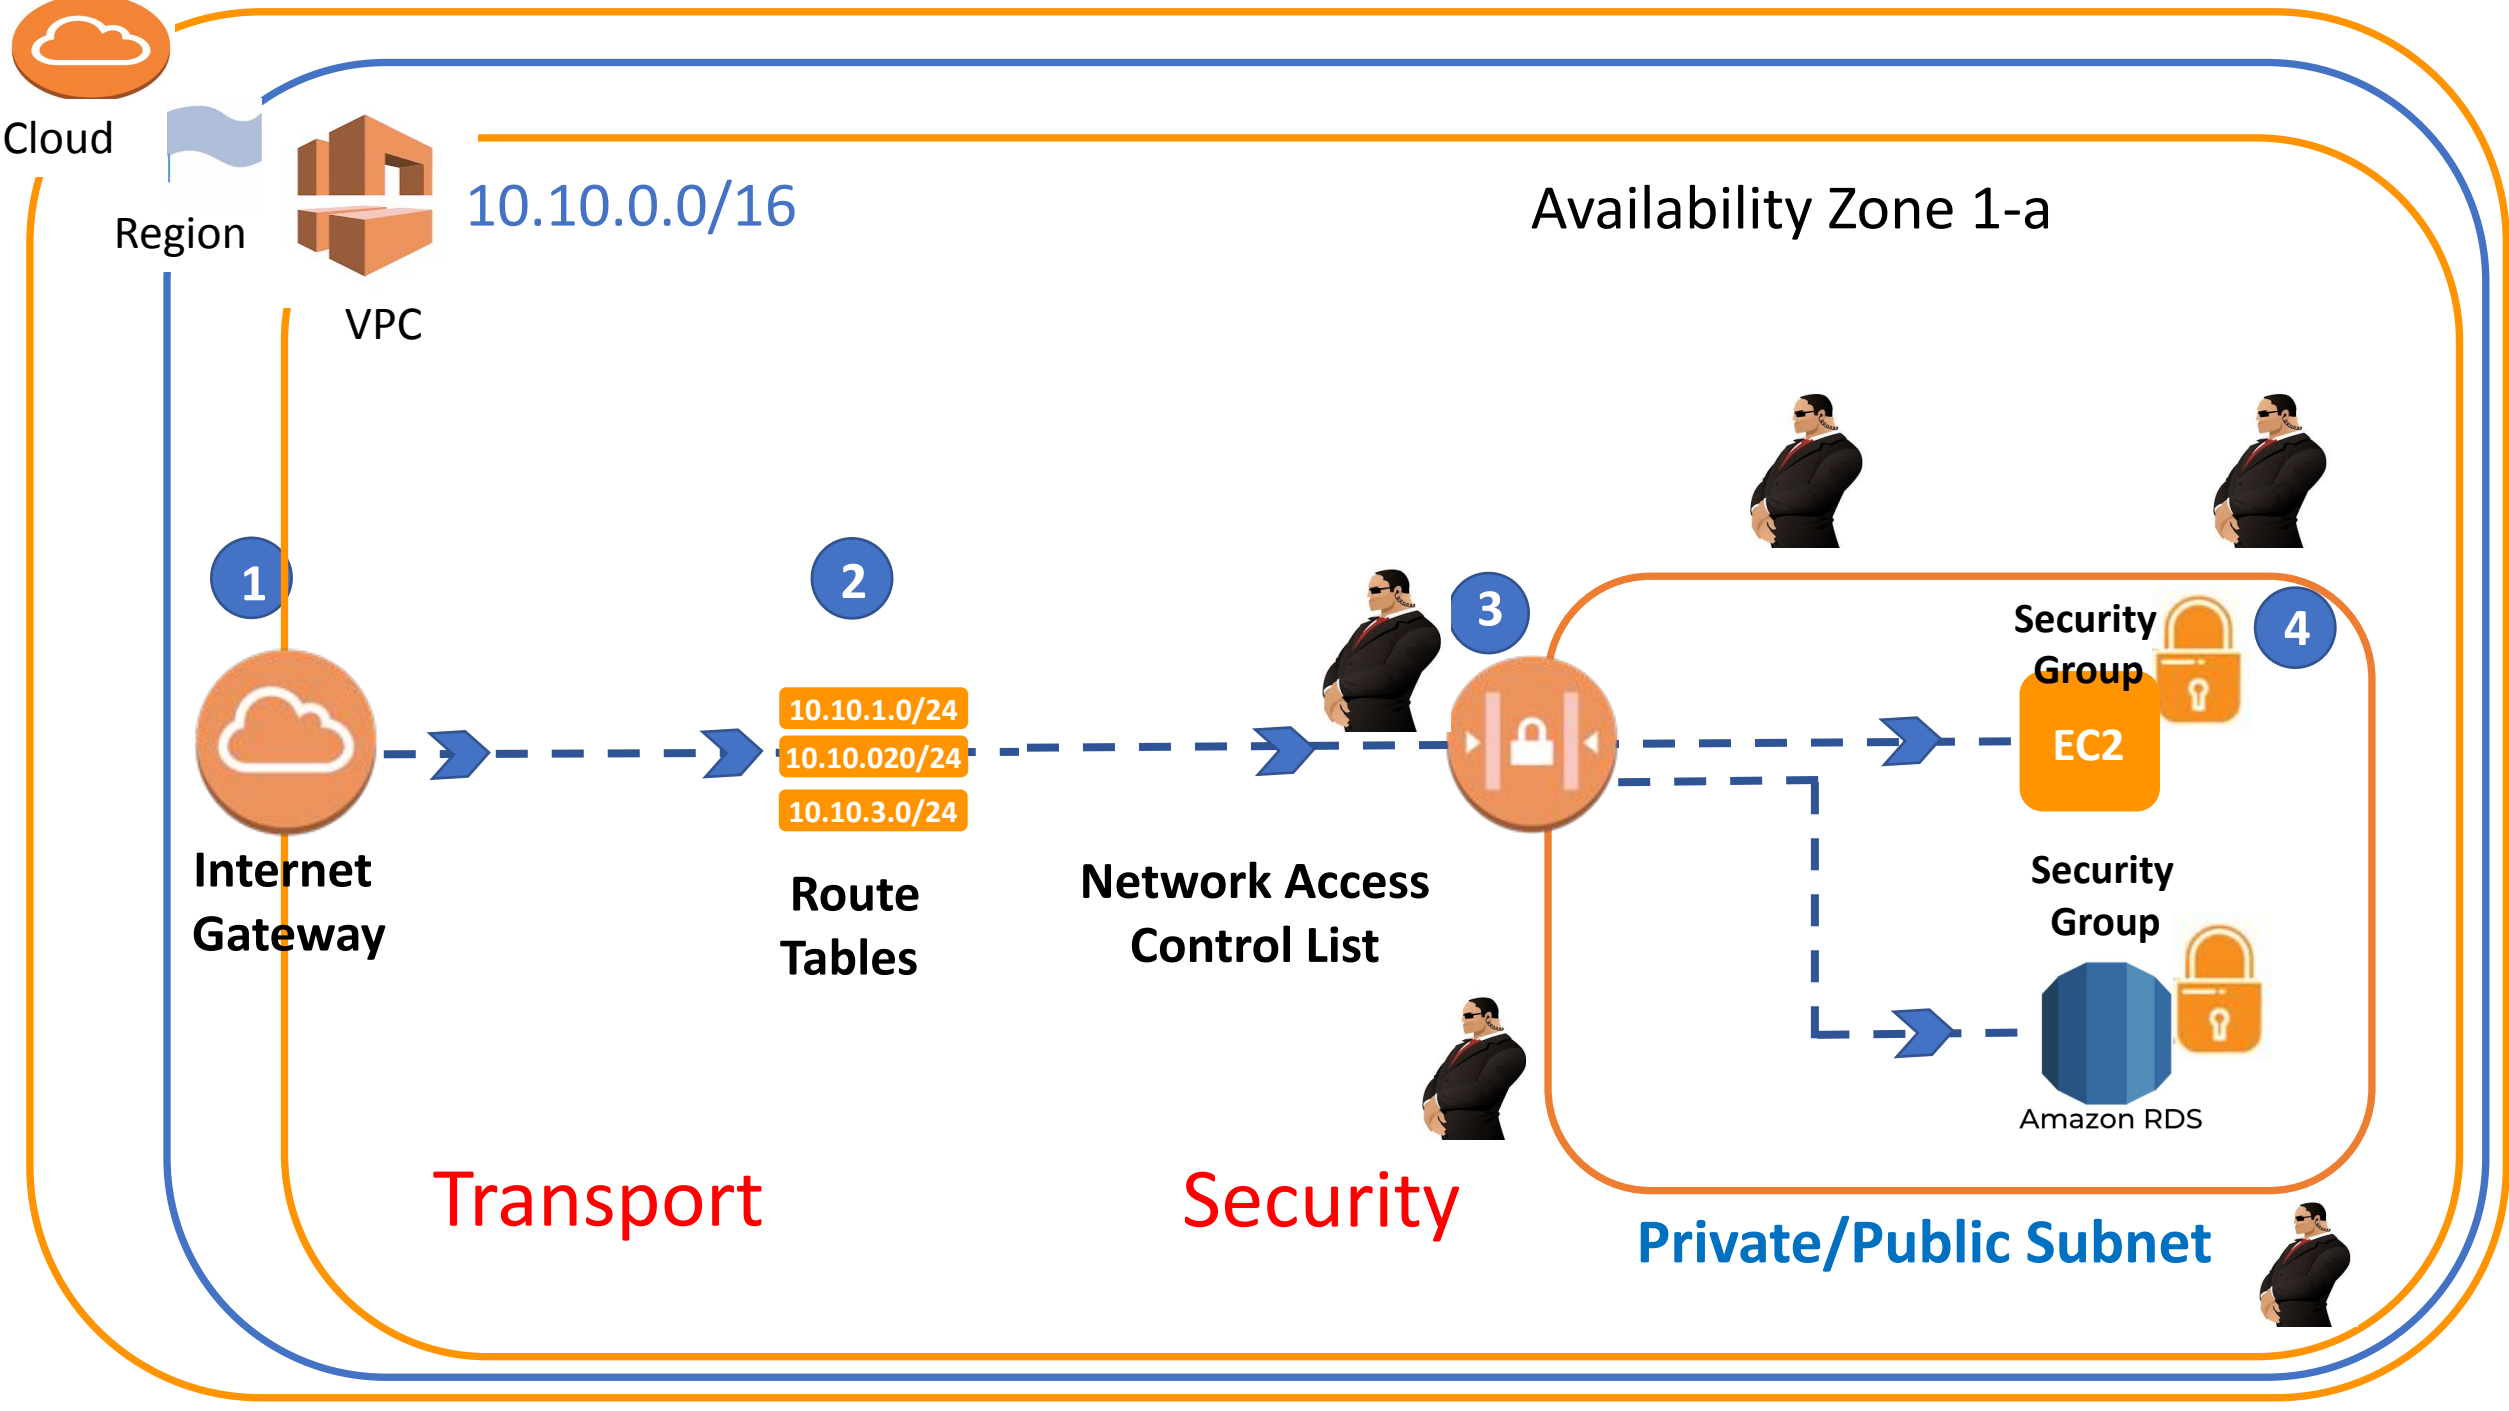 Cloud
Region
VPC
10.10.0.0/16
Availability Zone 1-a
1
2
3
4
Internet
Gateway
10.10.1.0/24
10.10.020/24
10.10.3.0/24
Route
Tables
Network Access
Control List
Security
Group
EC2
Security
Group
Amazon RDS
Transport
Security
Private/Public Subnet